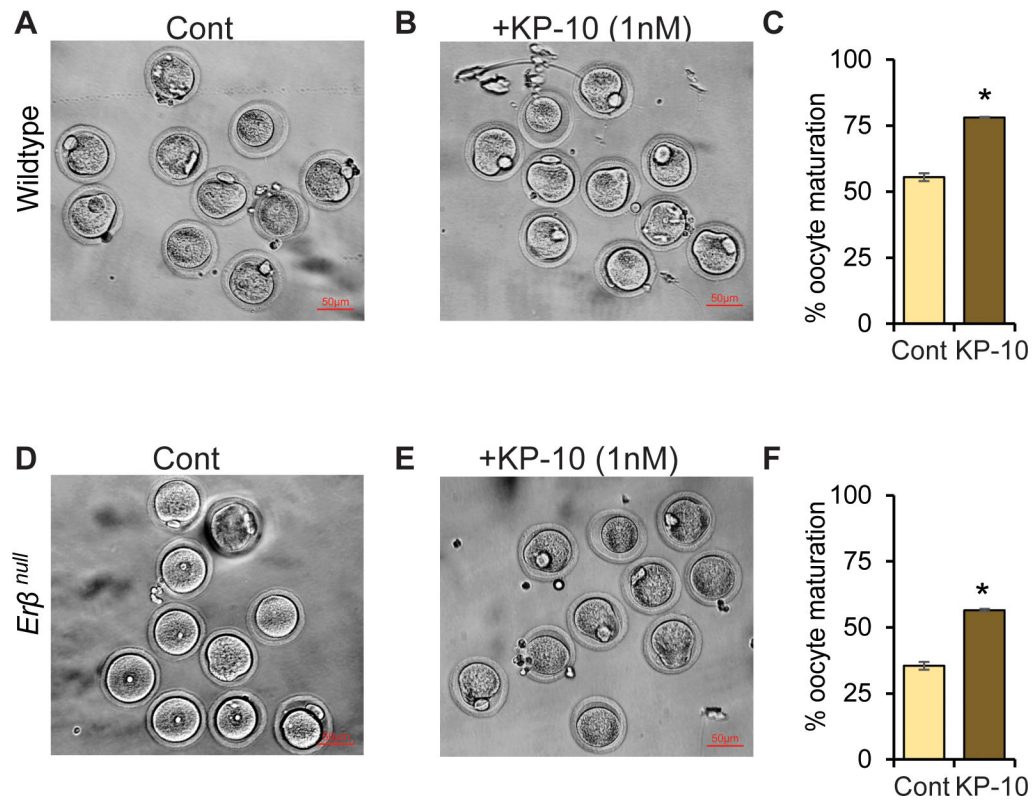 A
Cont
B
+KP-10 (1nM)
C
Wildtype
50µm
50µm
% oocyte maturation
100
75
50
25
0
*
Cont KP-10
D
Cont
E
+KP-10 (1nM)
F
Erβ null
50µm
50µm
% oocyte maturation
100
75
50
25
0
*
Cont KP-10